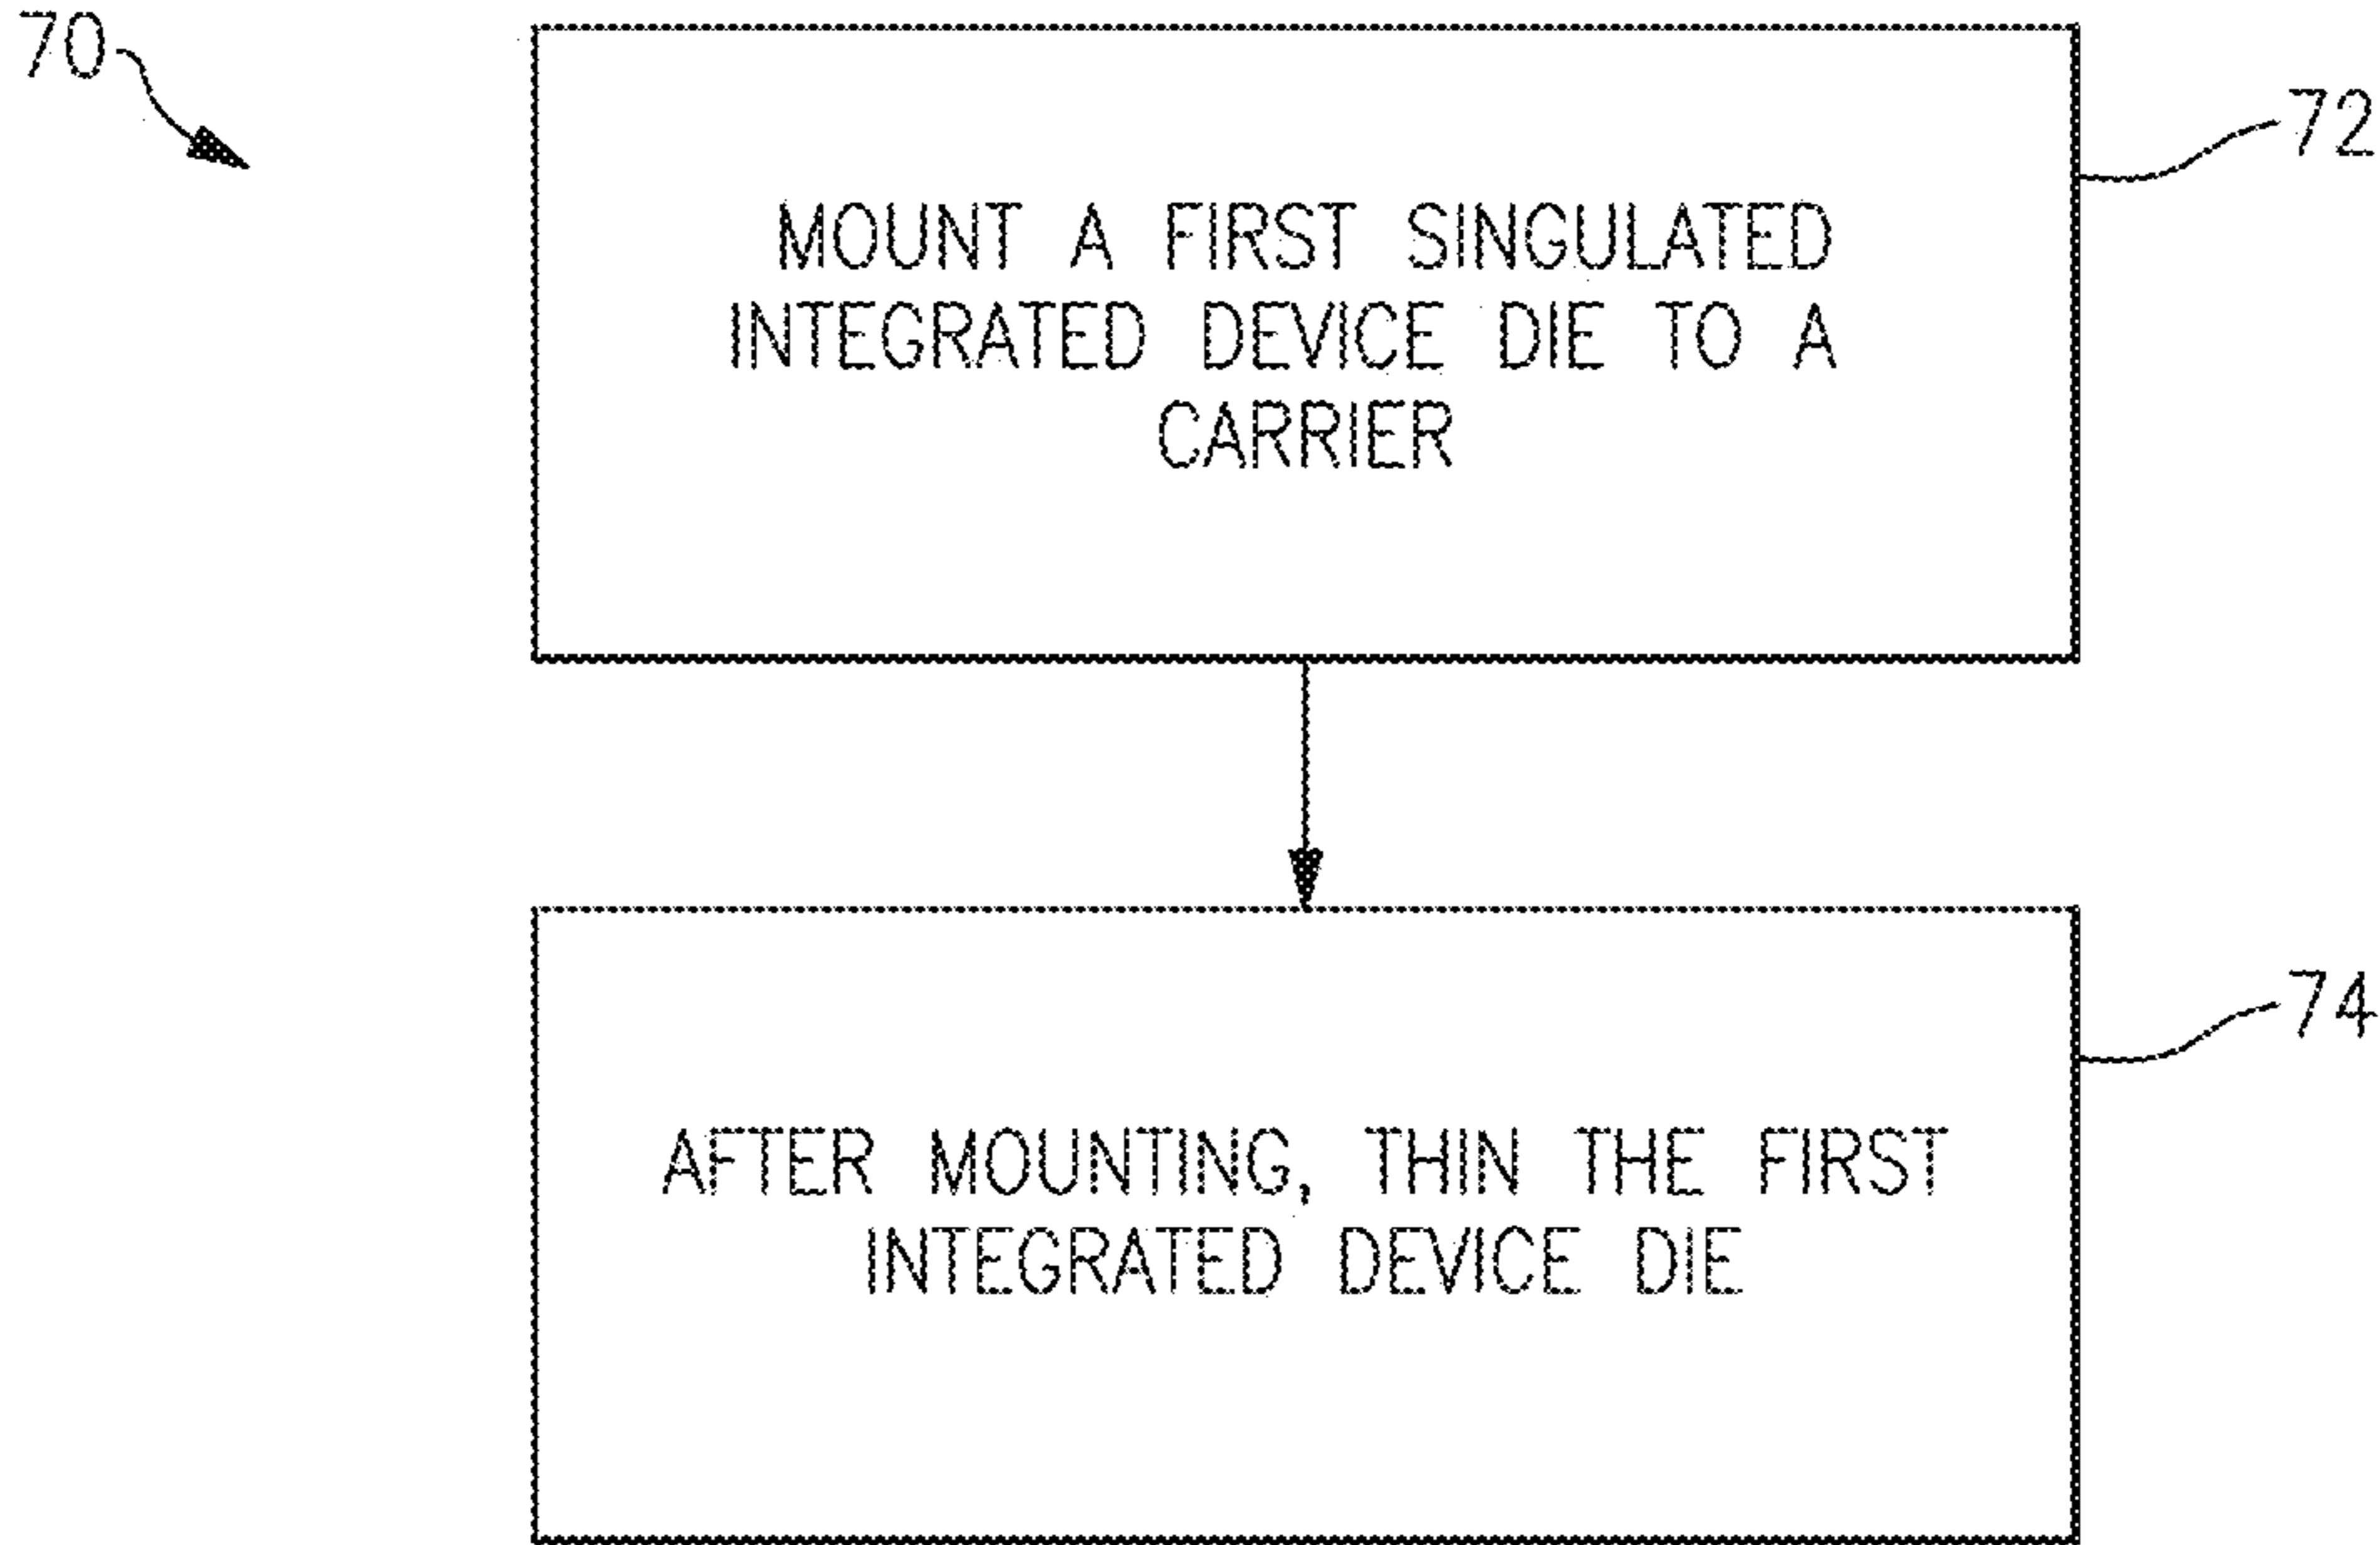 70
72
MOUNT A FIRST SINGULATED
INTEGRATED DEVICE DIE TO A
CARRIER
74
AFTER MOUNTING, THIN THE FIRST
INTEGRATED DEVICE DIE